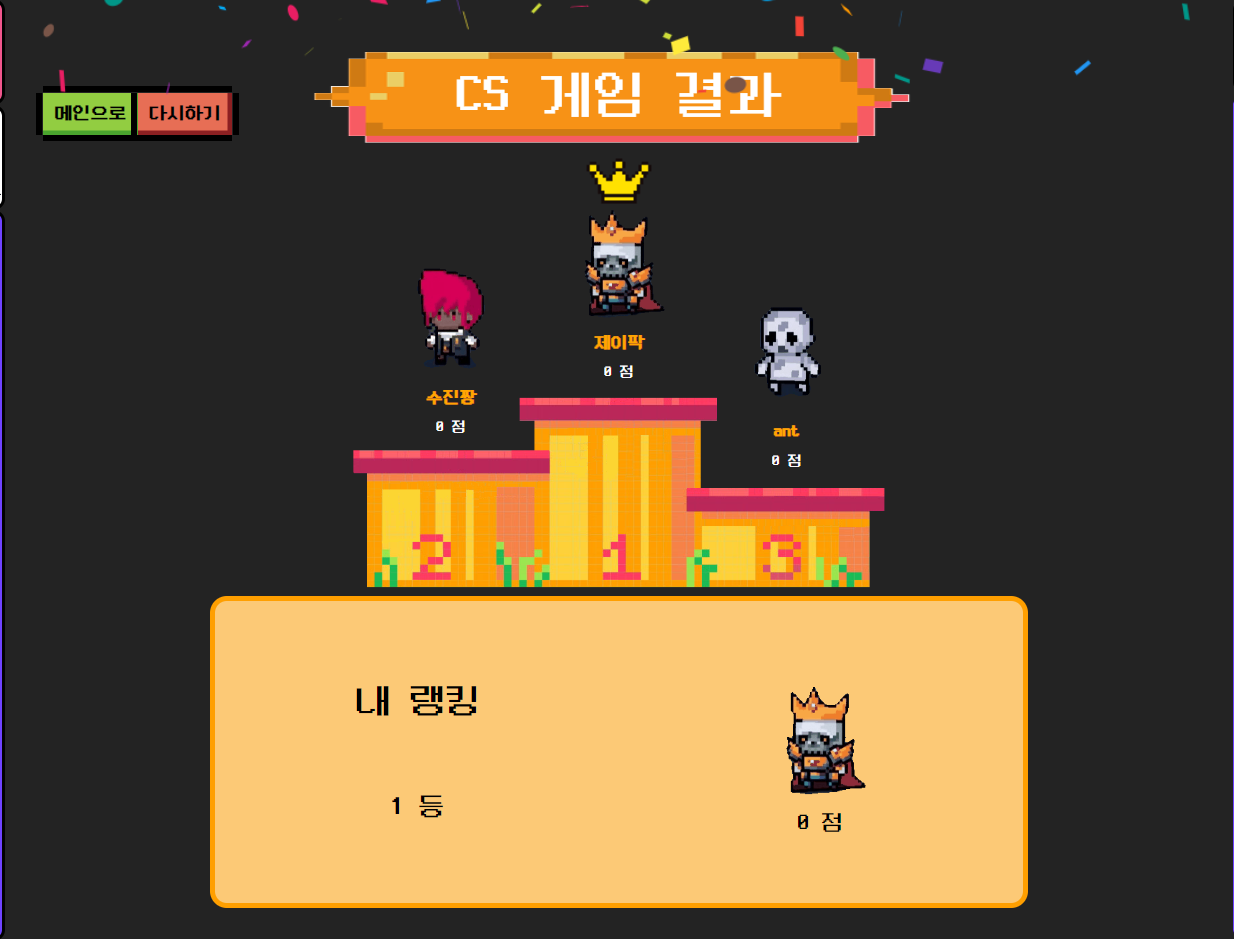 CS 게임 결과
메인으로 다시하기
제이팍
0 점
수진짱
0 점
ant
0 점
2 1 3
내 랭킹
1 등
0 점